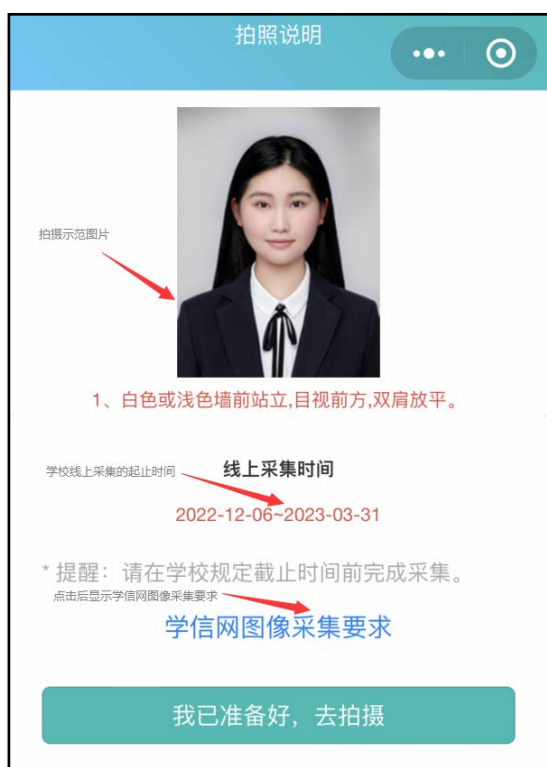 拍照说明
拍摄示范图片
1、白色或浅色墙前站立,目视前方,双肩放平。
学校线上采集的起止时间
线上采集时间
2022-12-06~2023-03-31
* 提醒：请在学校规定截止时间前完成采集。
点击后显示学信网图像采集要求
学信网图像采集要求
我已准备好，去拍摄